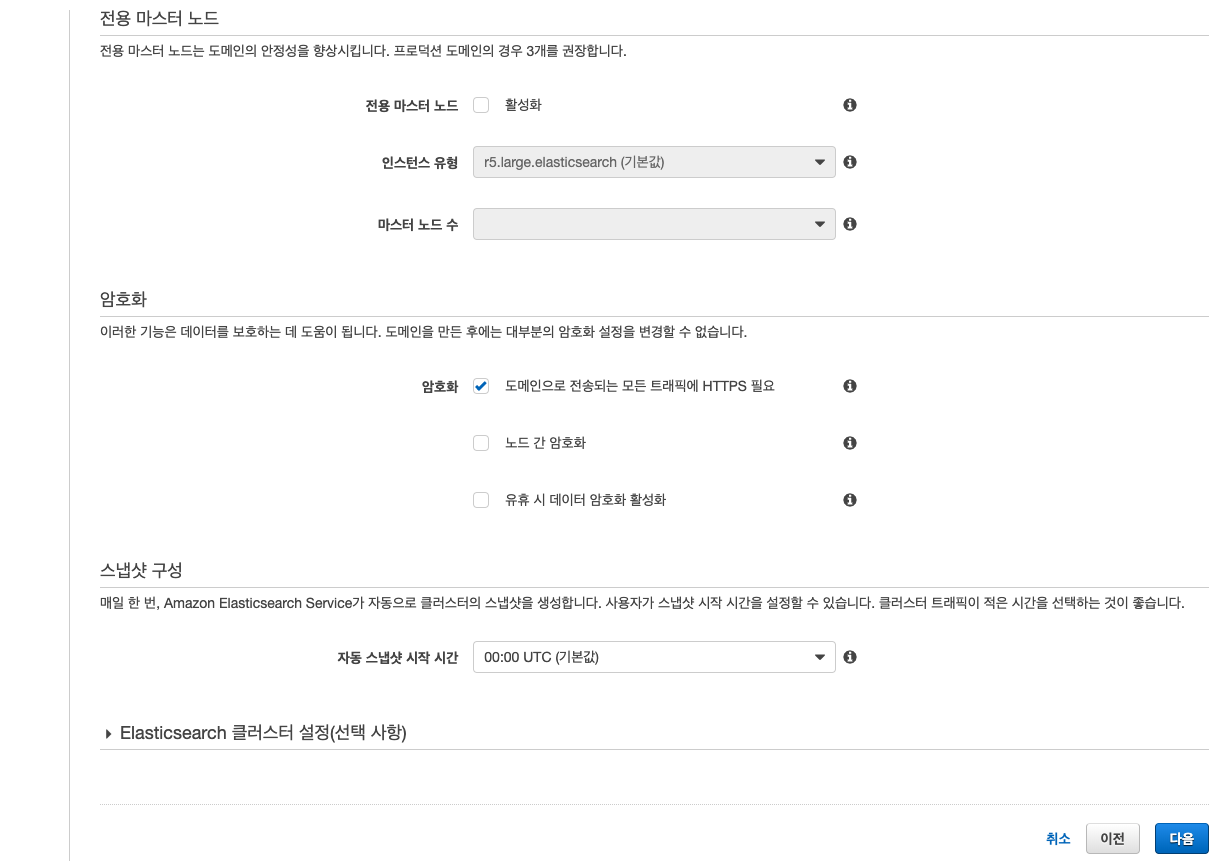 전용 마스터 노드
전용 마스터 노드는 도메인의 안정성을 향상시킵니다. 프로덕션 도메인의 경우 3개를 권장합니다.
전용 마스터 노드 활성화
인스턴스 유형 r5.large.elasticsearch (기본값)
마스터 노드 수
암호화
이러한 기능은 데이터를 보호하는 데 도움이 됩니다. 도메인을 만든 후에는 대부분의 암호화 설정을 변경할 수 없습니다.
암호화 도메인으로 전송되는 모든 트래픽에 HTTPS 필요
노드 간 암호화
유휴 시 데이터 암호화 활성화
스냅샷 구성
매일 한 번, Amazon Elasticsearch Service가 자동으로 클러스터의 스냅샷을 생성합니다. 사용자가 스냅샷 시작 시간을 설정할 수 있습니다. 클러스터 트래픽이 적은 시간을 선택하는 것이 좋습니다.
자동 스냅샷 시작 시간 00:00 UTC (기본값)
Elasticsearch 클러스터 설정(선택 사항)
취소 이전 다음